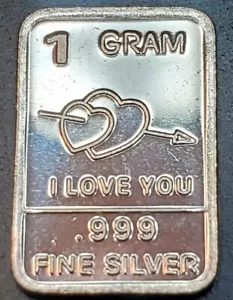 1 GRAM
I LOVE YOU
.999
FINE SILVER